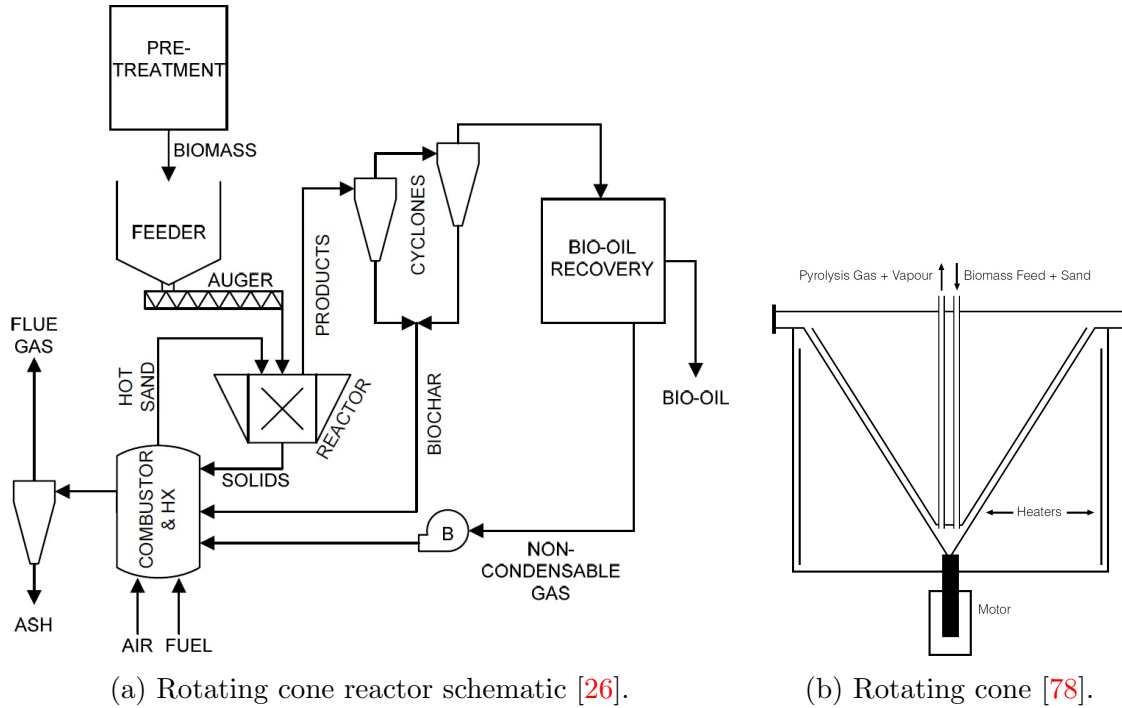 PRE-
TREATMENT
BIOMASS
FEEDER
AUGER
PRODUCTS
CYCLONES
BIO-OIL
RECOVERY
FLUE
GAS
HOT
SAND
REACTOR
BIOCHAR
BIO-OIL
SOLIDS
COMBUSTOR
& HX
B
NON-
CONDENSABLE
GAS
ASH
AIR
FUEL
Pyrolysis Gas + Vapour
Biomass Feed + Sand
Heaters
Motor
(a) Rotating cone reactor schematic [26].
(b) Rotating cone [78].